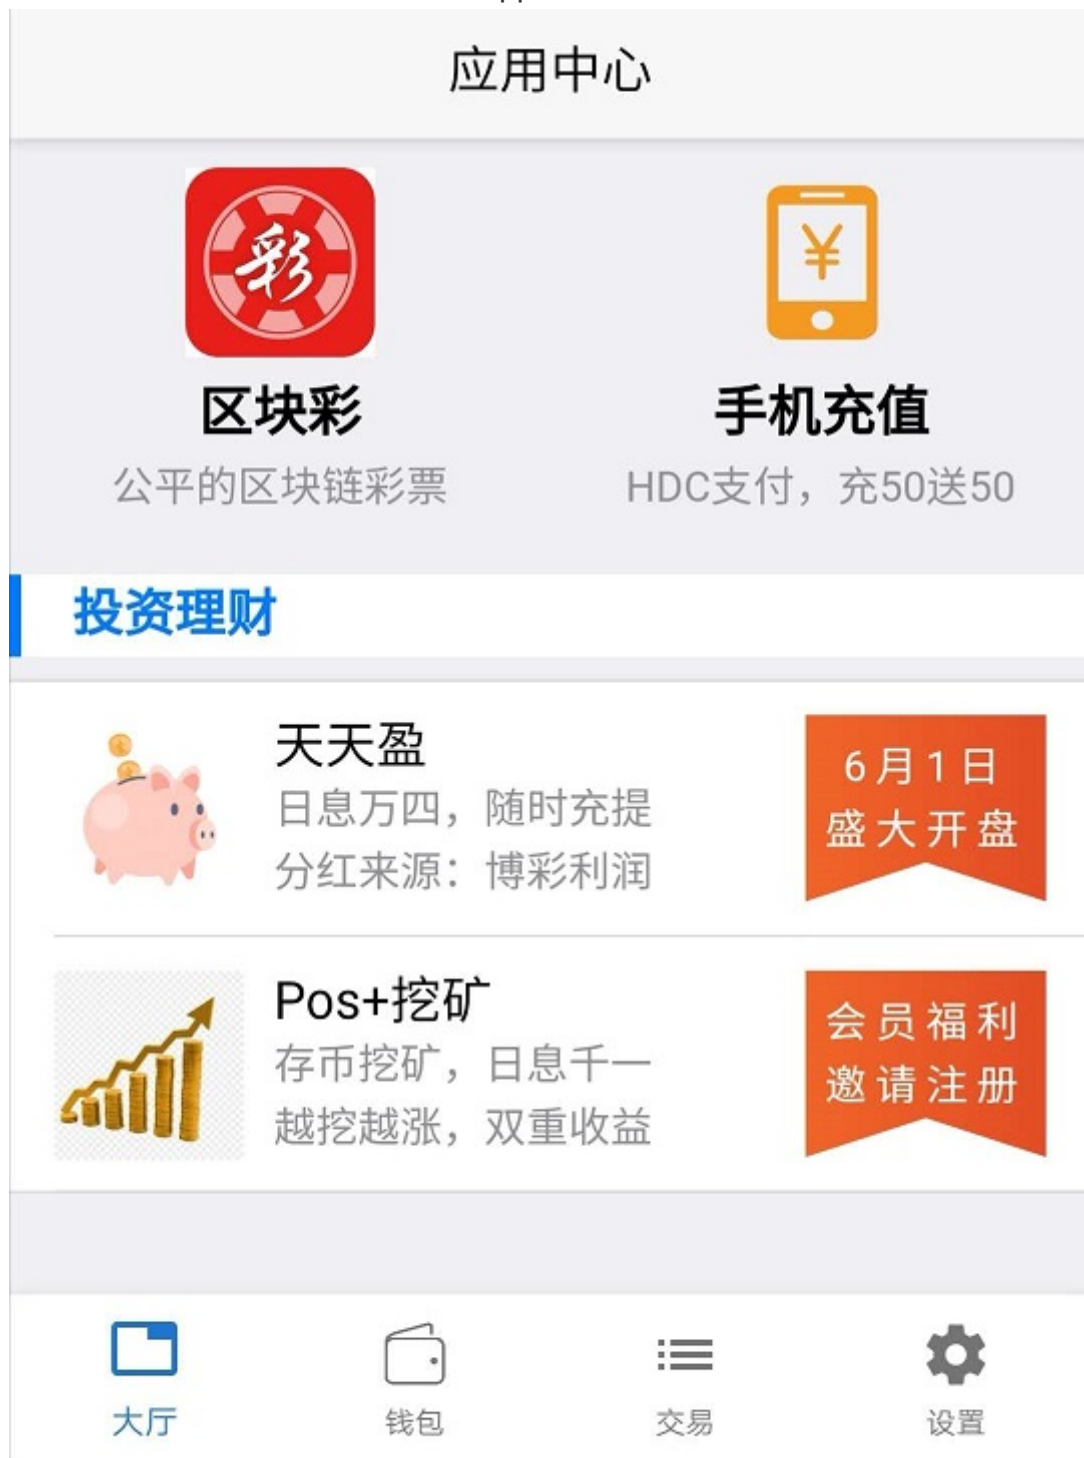 应用中心
彩
区块彩
公平的区块链彩票
¥
手机充值
HDC支付，充50送50
投资理财
天天盈
日息万四，随时充提
分红来源：博彩利润
6月1日
盛大开盘
Pos+挖矿
存币挖矿，日息千一
越挖越涨，双重收益
会员福利
邀请注册
大厅
钱包
交易
设置